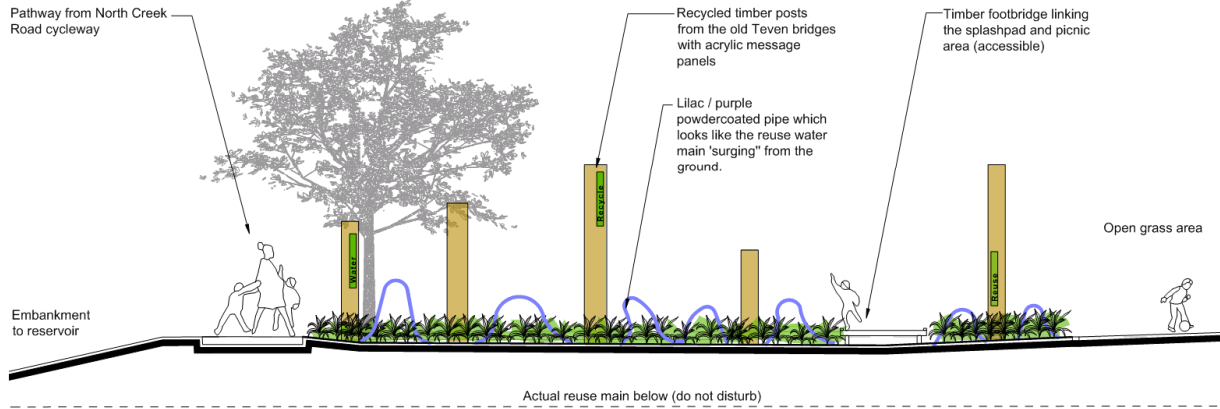 Pathway from North Creek
Road cycleway
Recycled timber posts
from the old Teven bridges
with acrylic message
panels
Timber footbridge linking
the splashpad and picnic
area (accessible)
Lilac / purple
powdercoated pipe which
looks like the reuse water
main 'surging" from the
ground.
Water
Recycle
Reuse
Open grass area
Embankment
to reservoir
Actual reuse main below (do not disturb)